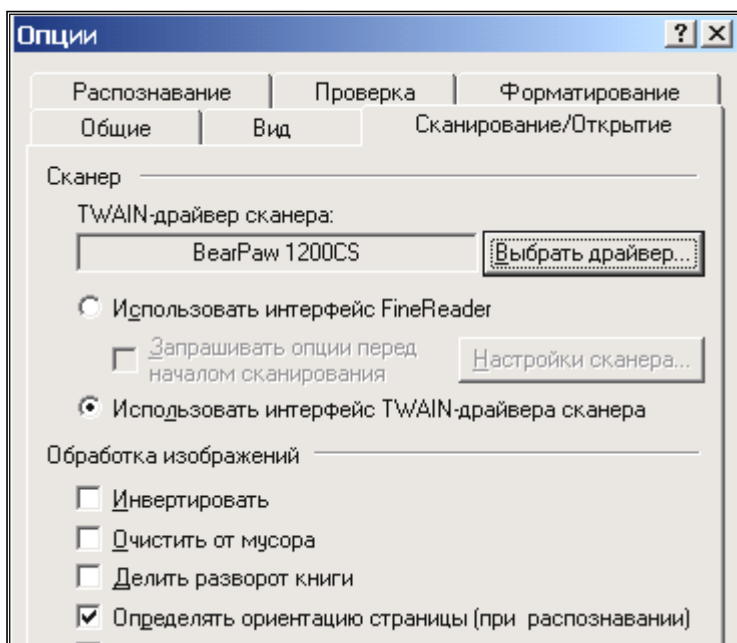 Опции
Распознавание Проверка Форматирование
Общие Вид Сканирование/Открытие
Сканер
TWAIN-драйвер сканера:
BearPaw 1200CS Выбрать драйвер...
Использовать интерфейс FineReader
Запрашивать опции перед
началом сканирования
Настройки сканера...
Использовать интерфейс TWAIN-драйвера сканера
Обработка изображений
Инвертировать
Очистить от мусора
Делить разворот книги
Определять ориентацию страницы (при распознавании)